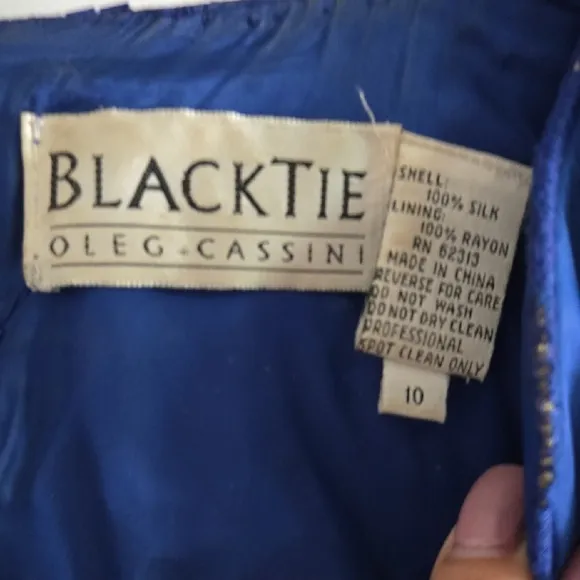 BLACKTIE
OLEG·CASSINI
SHELL:
100% SILK
LINING:
100% RAYON
RN 62313
MADE IN CHINA
REVERSE FOR CARE
DO NOT WASH
DO NOT DRY CLEAN
PROFESSIONAL
SPOT CLEAN ONLY
10